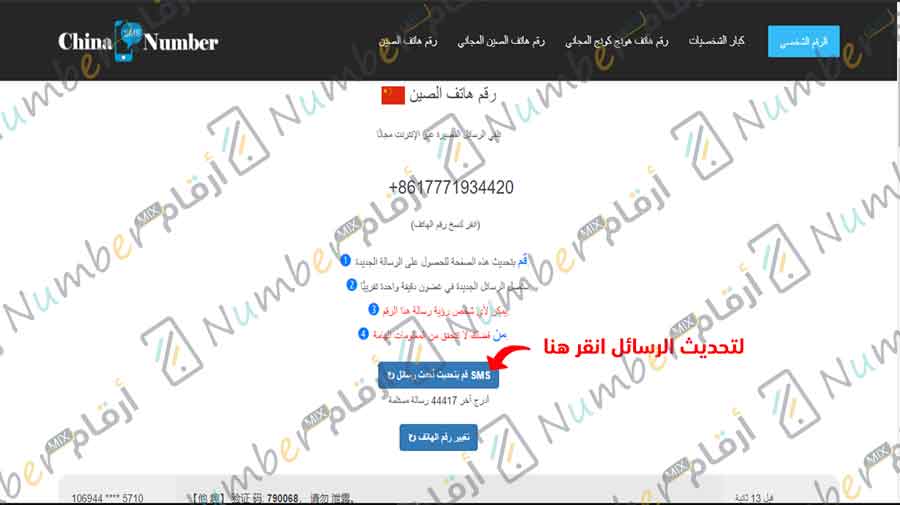 China SMS Number
رقم هاتف الصين
رقم هاتف الصين المجاني
رقم هاتف هونج كونج المجاني
كبار الشخصيات
الرقم الشخصي
رقم هاتف الصين
تلقي الرسائل القصيرة عبر الإنترنت مجانًا
+8617771934420
(انقر لنسخ رقم الهاتف)
1 قم بتحديث هذه الصفحة للحصول على الرسالة الجديدة
2 ستصل الرسائل الجديدة في غضون دقيقة واحدة تقريبًا
3 يمكن لأي شخص رؤية رسالة هذا الرقم
4 من فضلك لا تتحقق من المعلومات الهامة
لتحديث الرسائل انقر هنا
SMS قم بتحديث أحدث رسائل
أدرج آخر 44417 رسالة مستلمة
تغيير رقم الهاتف
106944 **** 5710
【他 趣】 验证 码: 790068, 请勿 泄露。
قبل 13 ثانية
أرقام MIX Number